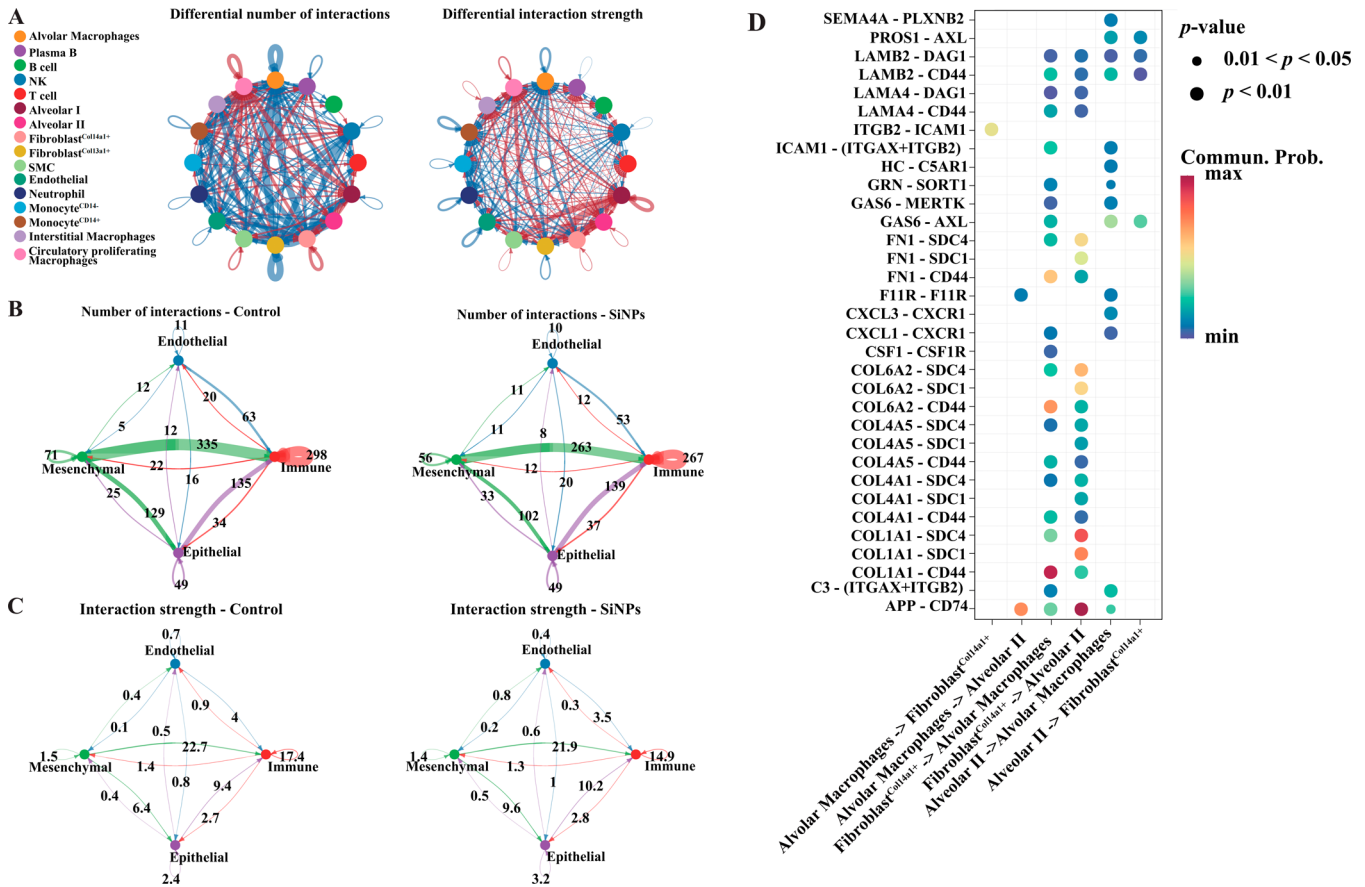 A
Differential number of interactions
Differential interaction strength
Alvolar Macrophages
Plasma B
B cell
NK
T cell
Alveolar I
Alveolar II
Fibroblast^Col14a1+
Fibroblast^Col13a1+
SMC
Endothelial
Neutrophil
Monocyte^CD14-
Monocyte^CD14+
Interstitial Macrophages
Circulatory proliferating
Macrophages
B
Number of interactions - Control
11
Endothelial
12
20
5
63
12
335
71
298
Mesenchymal
Immune
22
135
25
16
129
34
Epithelial
49
Number of interactions - SiNPs
10
Endothelial
11
12
11
53
8
263
56
267
Mesenchymal
Immune
12
139
33
20
102
37
Epithelial
49
C
Interaction strength - Control
0.7
Endothelial
0.4
0.9
4
0.1
0.5
22.7
1.5
17.4
Mesenchymal
Immune
1.4
0.8
9.4
0.4
6.4
2.7
Epithelial
2.4
Interaction strength - SiNPs
0.4
Endothelial
0.8
0.3
3.5
0.2
0.6
21.9
1.4
14.9
Mesenchymal
Immune
1.3
1
10.2
0.5
9.6
2.8
Epithelial
3.2
D
SEMA4A - PLXNB2
PROS1 - AXL
LAMB2 - DAG1
LAMB2 - CD44
LAMA4 - DAG1
LAMA4 - CD44
ITGB2 - ICAM1
ICAM1 - (ITGAX+ITGB2)
HC - C5AR1
GRN - SORT1
GAS6 - MERTK
GAS6 - AXL
FN1 - SDC4
FN1 - SDC1
FN1 - CD44
F11R - F11R
CXCL3 - CXCR1
CXCL1 - CXCR1
CSF1 - CSF1R
COL6A2 - SDC4
COL6A2 - SDC1
COL6A2 - CD44
COL4A5 - SDC4
COL4A5 - SDC1
COL4A5 - CD44
COL4A1 - SDC4
COL4A1 - SDC1
COL4A1 - CD44
COL1A1 - SDC4
COL1A1 - SDC1
COL1A1 - CD44
C3 - (ITGAX+ITGB2)
APP - CD74
Alvolar Macrophages -> Fibroblast^Col14a1+
Alvolar Macrophages -> Alveolar II
Fibroblast^Col14a1+ -> Alvolar Macrophages
Fibroblast^Col14a1+ -> Alveolar II
Alveolar II -> Alvolar Macrophages
Alveolar II -> Fibroblast^Col14a1+
p-value
0.01 < p < 0.05
p < 0.01
Commun. Prob.
max
min